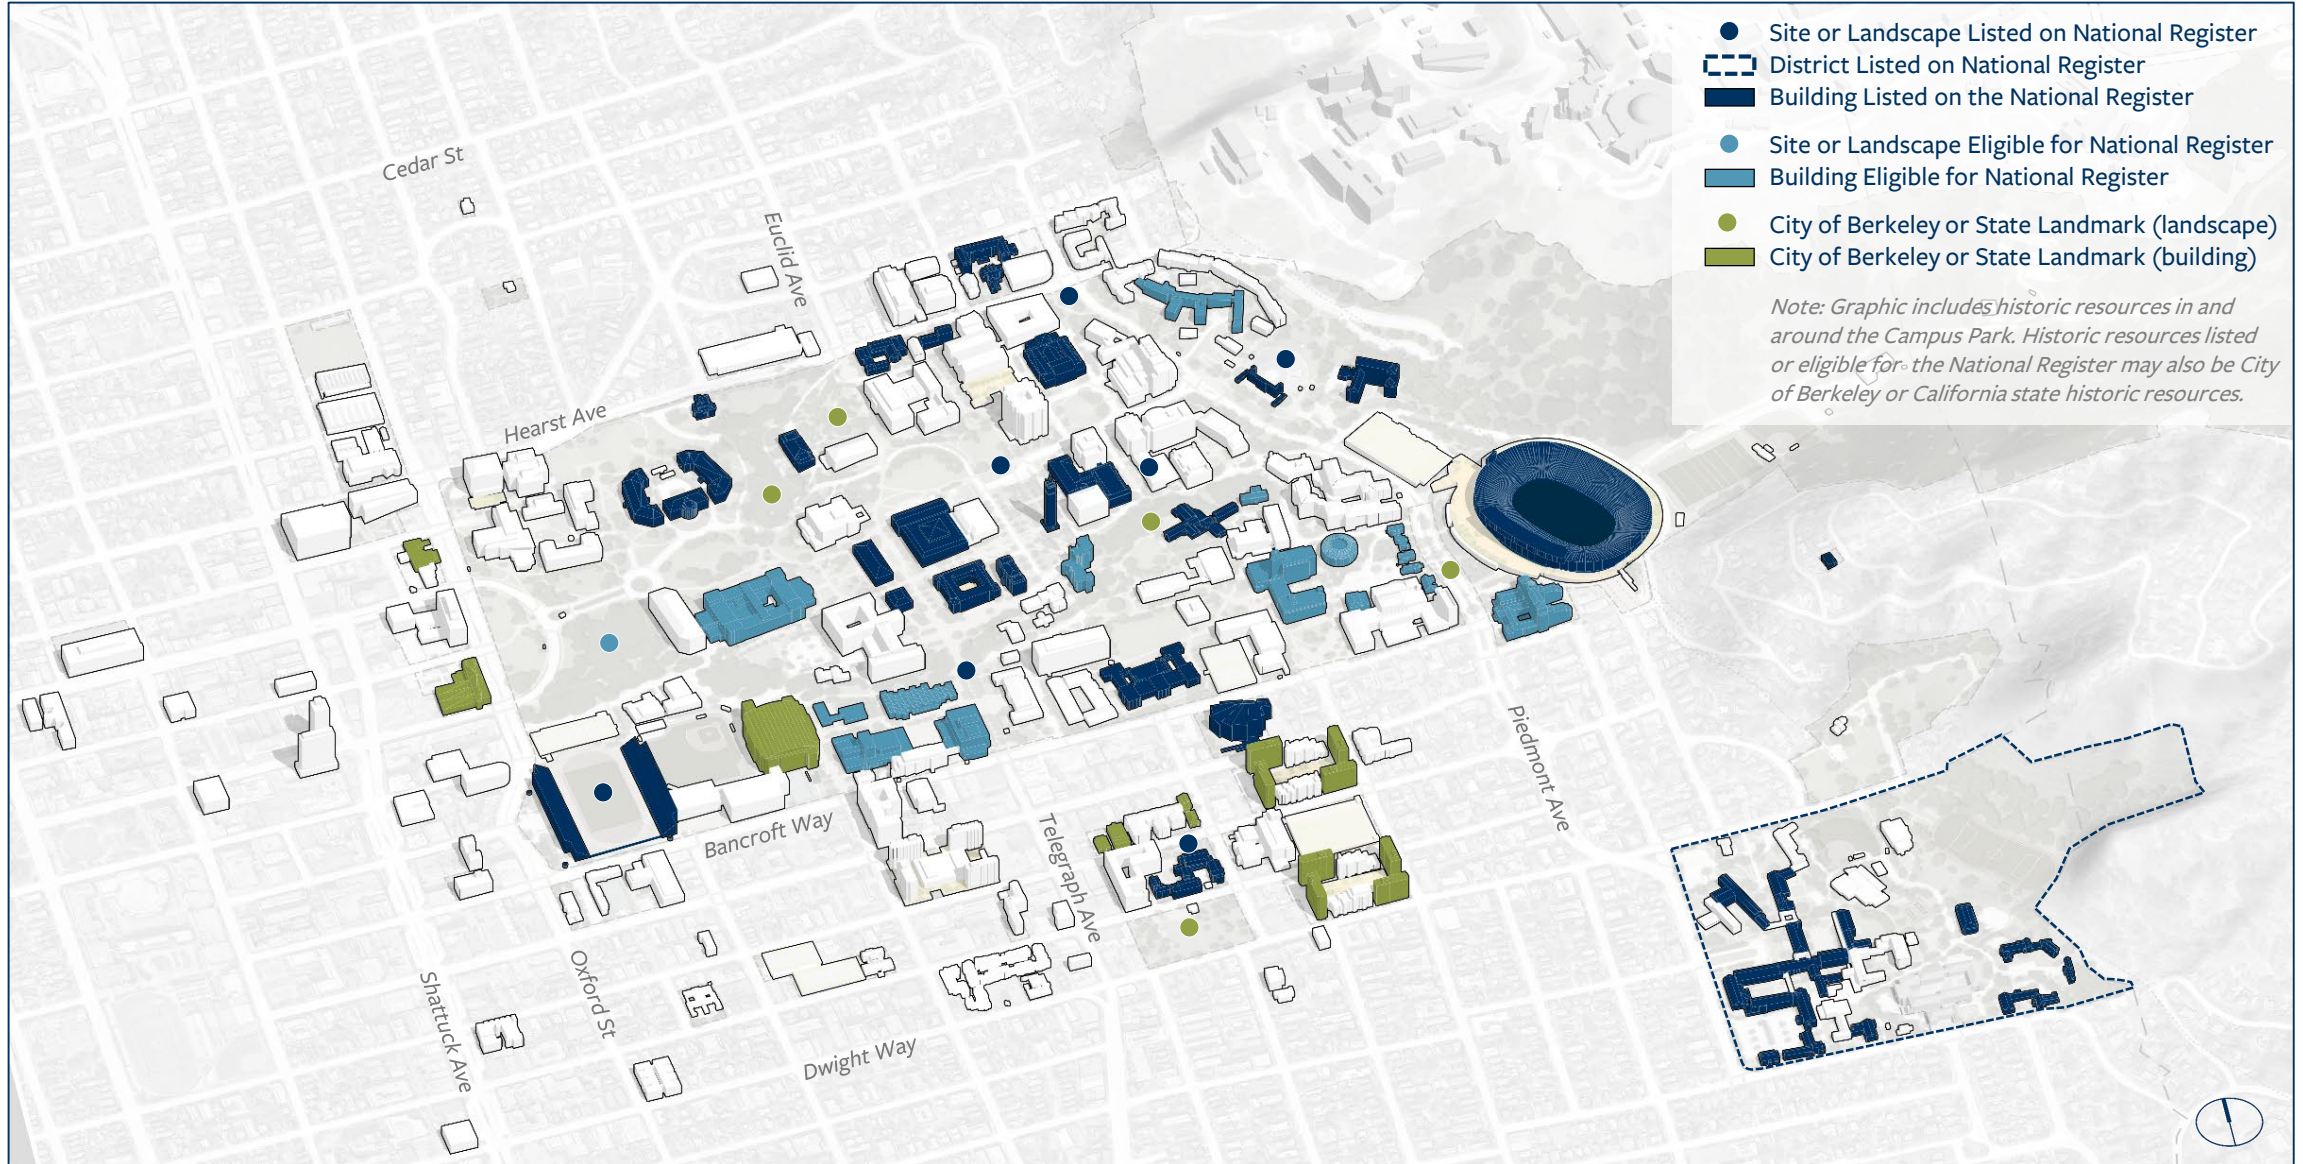 Site or Landscape Listed on National Register
District Listed on National Register
Building Listed on the National Register
Site or Landscape Eligible for National Register
Building Eligible for National Register
City of Berkeley or State Landmark (landscape)
City of Berkeley or State Landmark (building)
Note: Graphic includes historic resources in and
around the Campus Park. Historic resources listed
or eligible for the National Register may also be City
of Berkeley or California state historic resources.
Cedar St
Euclid Ave
Hearst Ave
Piedmont Ave
Bancroft Way
Telegraph Ave
Oxford St
Shattuck Ave
Dwight Way